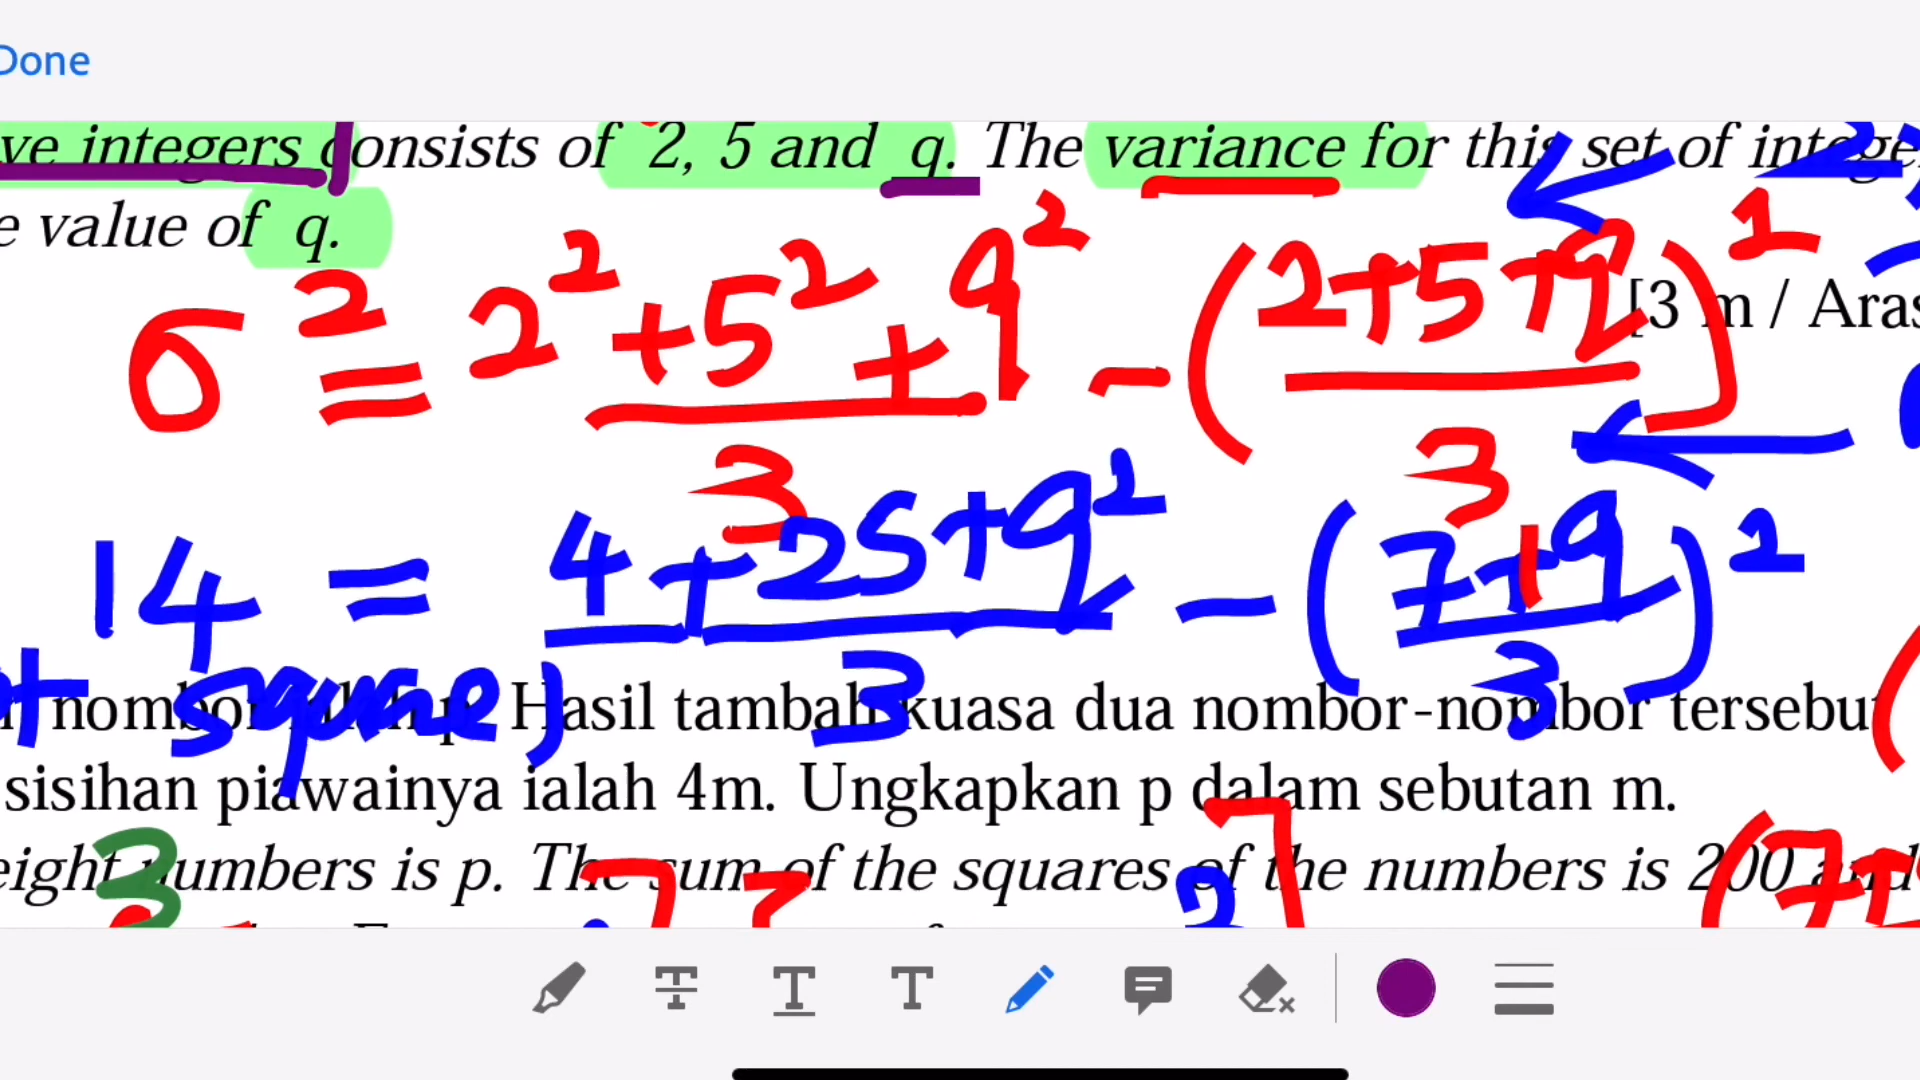 Done
ve integers consists of 2, 5 and q. The variance for this set of intege
e value of q.
σ² = 2² + 5² + q² / 3 - (2+5+q / 3)²
[3 m / Aras
14 = 4 + 25 + q² / 3 - (7+q / 3)²
square)
nombor p. Hasil tambah kuasa dua nombor-nombor tersebut
sisihan piawainya ialah 4m. Ungkapkan p dalam sebutan m.
eight numbers is p. The sum of the squares of the numbers is 200 and
3
7
(7+